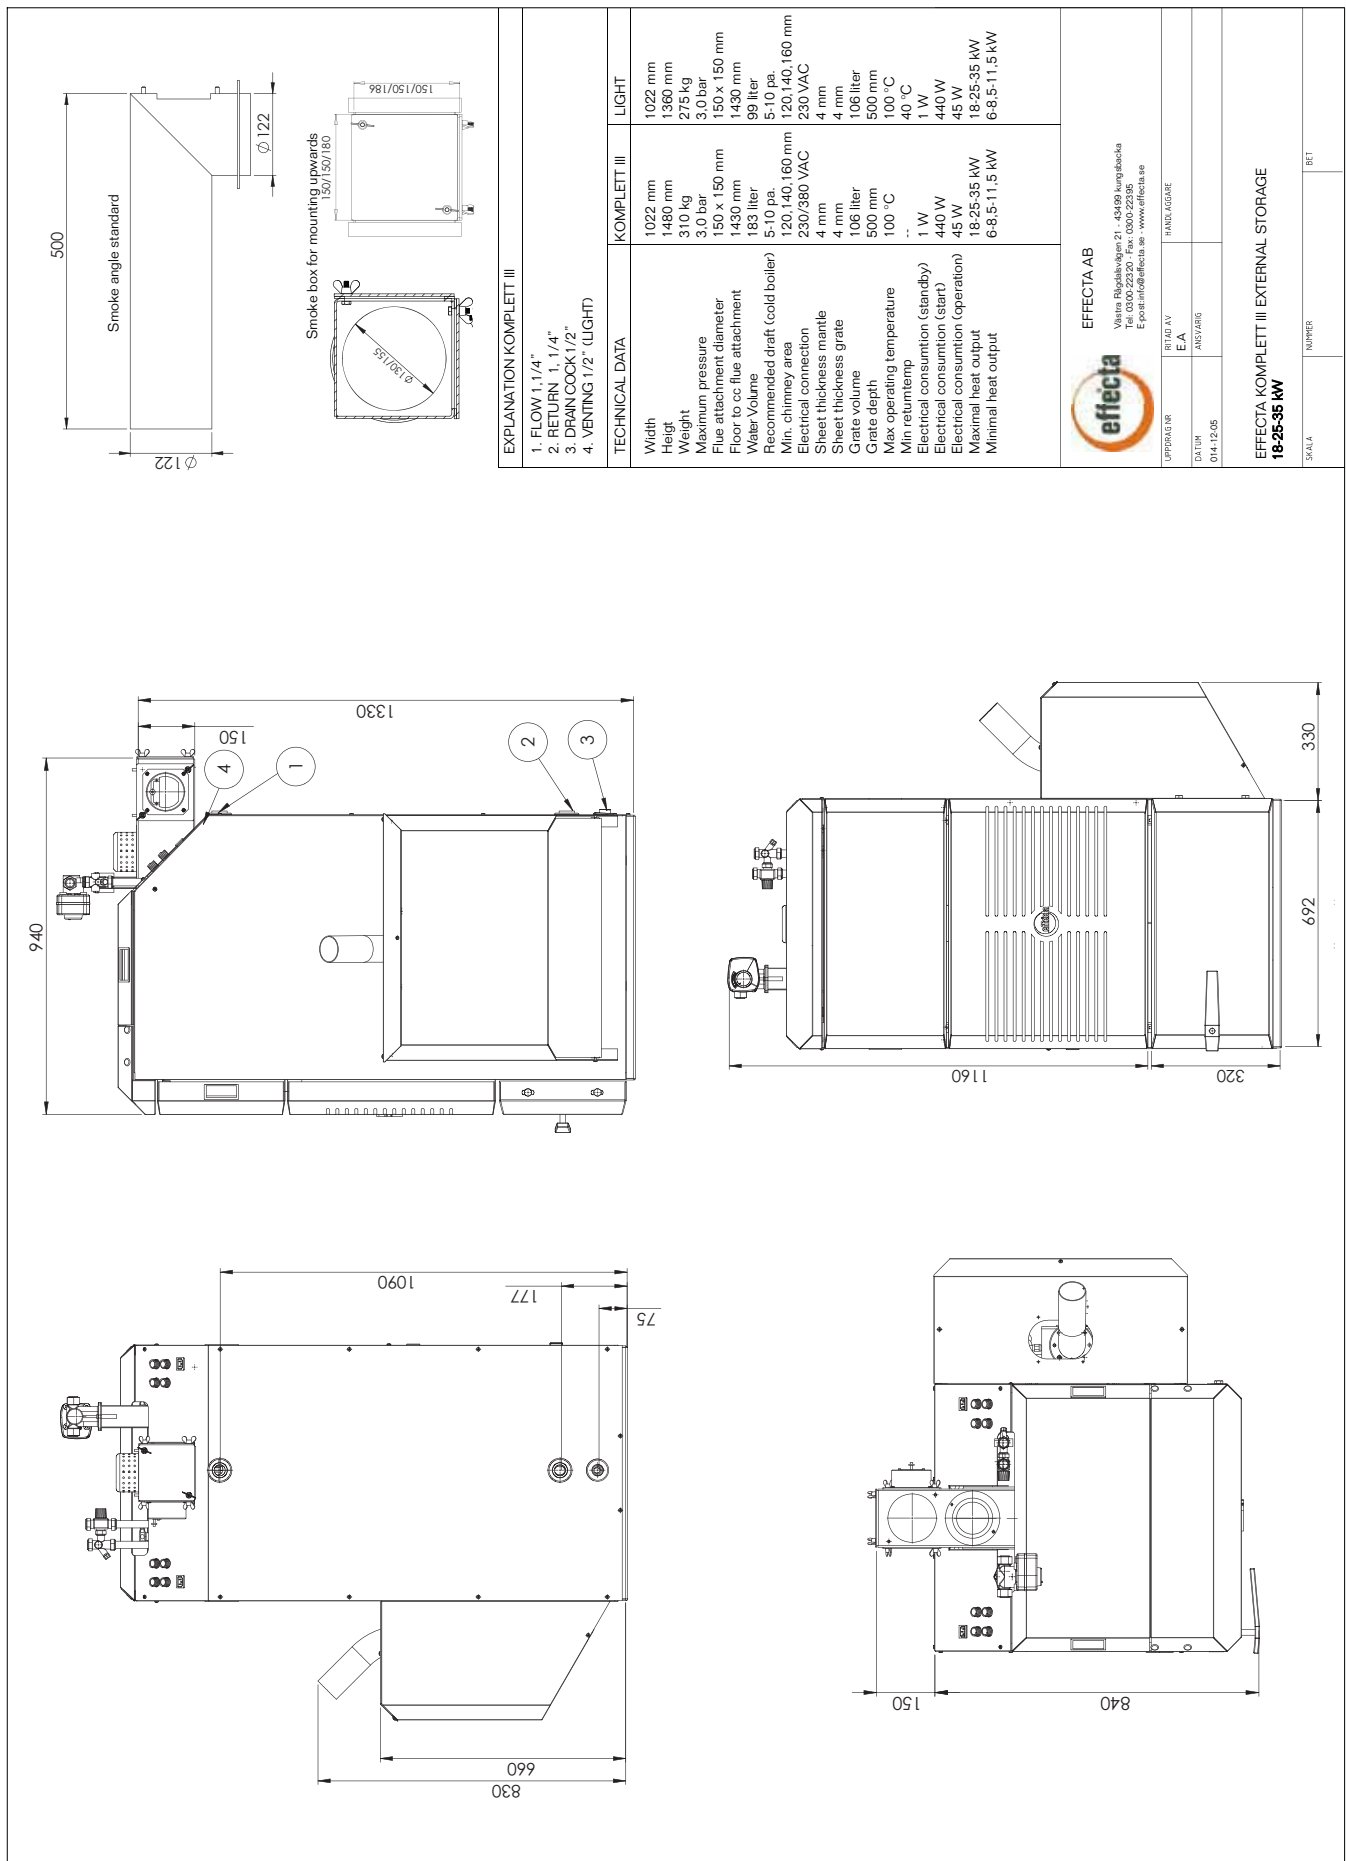 500
Smoke angle standard
Ø 122
Ø 122
Smoke box for mounting upwards
150/150/180
150/150/186
Ø130/155
EXPLANATION KOMPLETT III
1. FLOW 1,1/4"
2. RETURN 1, 1/4"
3. DRAIN COCK1/2"
4. VENTING 1/2" (LIGHT)
TECHNICAL DATA KOMPLETT III LIGHT
Width 1022 mm 1022 mm
Heigt 1480 mm 1360 mm
Weight 310 kg 275 kg
Maximum pressure 3,0 bar 3,0 bar
Flue attachment diameter 150 x 150 mm 150 x 150 mm
Floor to cc flue attachment 1430 mm 1430 mm
Water Volume 183 liter 99 liter
Recommended draft (cold boiler) 5-10 pa. 5-10 pa.
Min. chimney area 120,140,160 mm 120,140,160 mm
Electrical connection 230/380 VAC 230 VAC
Sheet thickness mantle 4 mm 4 mm
Sheet thickness grate 4 mm 4 mm
Grate volume 106 liter 106 liter
Grate depth 500 mm 500 mm
Max operating temperature 100 °C 100 °C
Min returntemp -- 40 °C
Electrical consumtion (standby) 1 W 1 W
Electrical consumtion (start) 440 W 440 W
Electrical consumtion (operation) 45 W 45 W
Maximal heat output 18-25-35 kW 18-25-35 kW
Minimal heat output 6-8,5-11,5 kW 6-8,5-11,5 kW
effecta
EFFECTA AB
Västra Rågdalsvägen 21 - 43499 kungsbacka
Tel: 0300-22320 - Fax: 0300-22395
E-post:info@effecta.se - www.effecta.se
UPPDRAG NR RITAD AV HANDLÄGGARE
E.A
DATUM ANSVARIG
014-12-05
EFFECTA KOMPLETT III EXTERNAL STORAGE
18-25-35 kW
SKALA NUMMER BET
940
150
1330
4
1
2
3
effecta
1160
320
692
330
1090
177
75
660
830
150
840